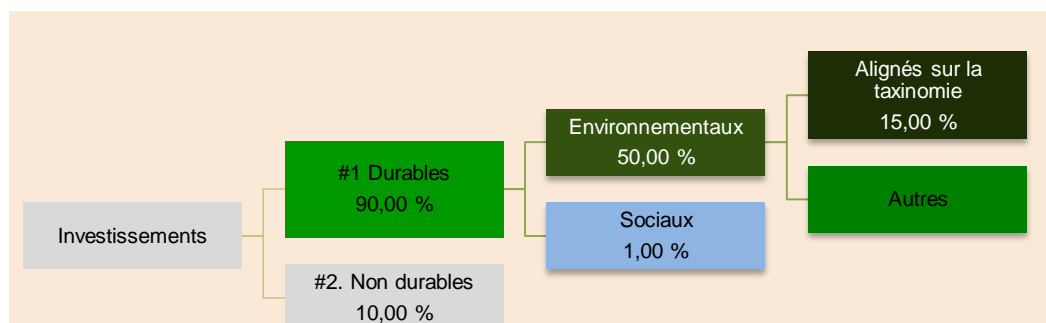 Investissements
#1 Durables
90,00 %
#2. Non durables
10,00 %
Environnementaux
50,00 %
Sociaux
1,00 %
Alignés sur la
taxinomie
15,00 %
Autres